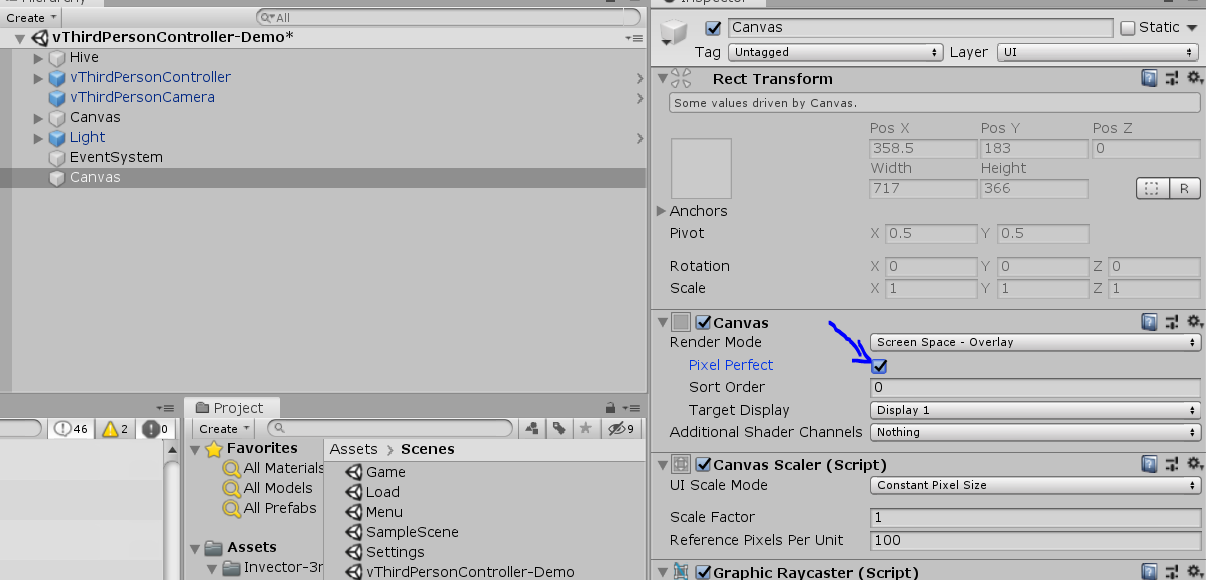 Hierarchy
Create
All
vThirdPersonController-Demo*
Hive
vThirdPersonController
vThirdPersonCamera
Canvas
Light
EventSystem
Canvas
46
2
0
Project
Create
9
Favorites
All Materials
All Models
All Prefabs
Assets
Invector-3r
Assets > Scenes
Game
Load
Menu
SampleScene
Settings
vThirdPersonController-Demo
Inspector
Canvas
Static
Tag Untagged Layer UI
Rect Transform
Some values driven by Canvas.
Pos X Pos Y Pos Z
358.5 183 0
Width Height
717 366
R
Anchors
Pivot X 0.5 Y 0.5
Rotation X 0 Y 0 Z 0
Scale X 1 Y 1 Z 1
Canvas
Render Mode Screen Space - Overlay
Pixel Perfect
Sort Order 0
Target Display Display 1
Additional Shader Channels Nothing
Canvas Scaler (Script)
UI Scale Mode Constant Pixel Size
Scale Factor 1
Reference Pixels Per Unit 100
Graphic Raycaster (Script)